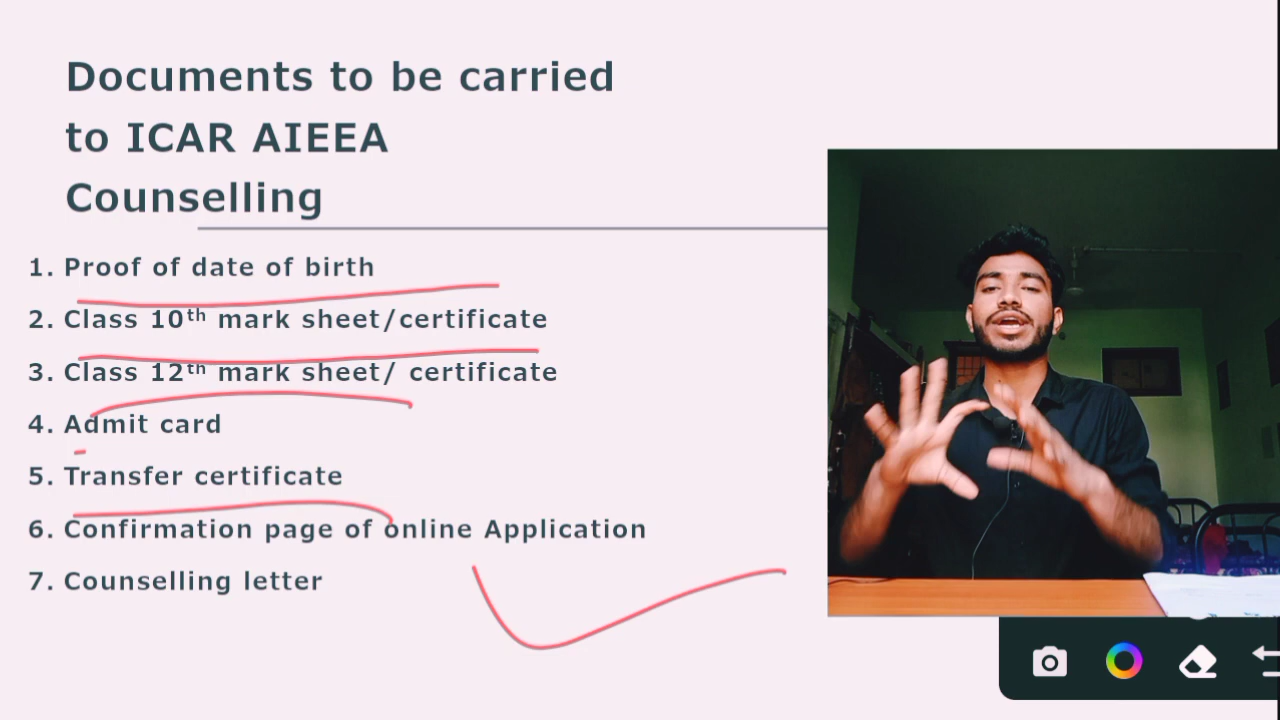 Documents to be carried
to ICAR AIEEA
Counselling
1. Proof of date of birth
2. Class 10th mark sheet/certificate
3. Class 12th mark sheet/ certificate
4. Admit card
5. Transfer certificate
6. Confirmation page of online Application
7. Counselling letter